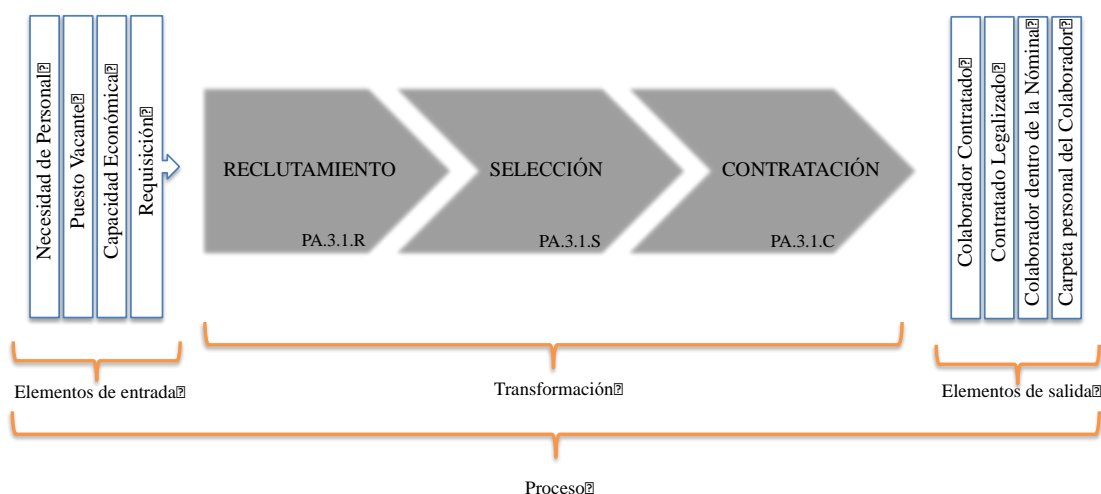 Necesidad de Personal
Puesto Vacante
Capacidad Económica
Requisición
RECLUTAMIENTO
PA.3.1.R
SELECCIÓN
PA.3.1.S
CONTRATACIÓN
PA.3.1.C
Colaborador Contratado
Contratado Legalizado
Colaborador dentro de la Nómina
Carpeta personal del Colaborador
Elementos de entrada
Transformación
Elementos de salida
Proceso